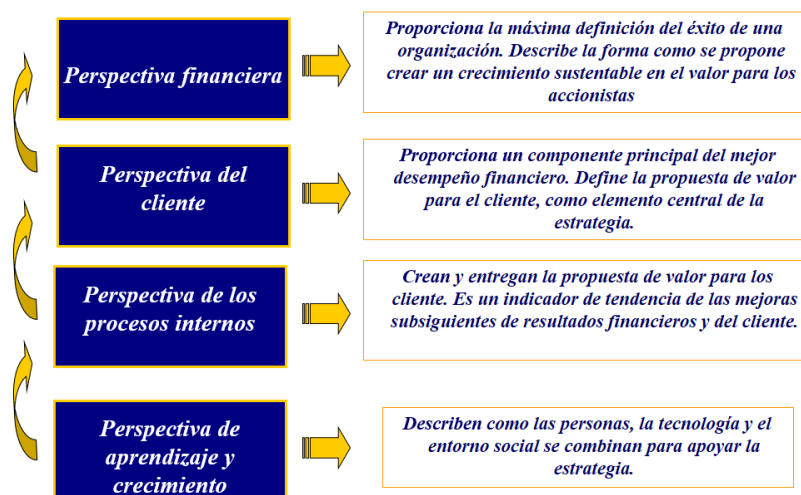 Perspectiva financiera
Proporciona la máxima definición del éxito de una
organización. Describe la forma como se propone
crear un crecimiento sustentable en el valor para los
accionistas
Perspectiva del
cliente
Proporciona un componente principal del mejor
desempeño financiero. Define la propuesta de valor
para el cliente, como elemento central de la
estrategia.
Perspectiva de los
procesos internos
Crean y entregan la propuesta de valor para los
cliente. Es un indicador de tendencia de las mejoras
subsiguientes de resultados financieros y del cliente.
Perspectiva de
aprendizaje y
crecimiento
Describen como las personas, la tecnología y el
entorno social se combinan para apoyar la
estrategia.